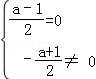 { (a-1)/2=0
-(a+1)/2≠ 0